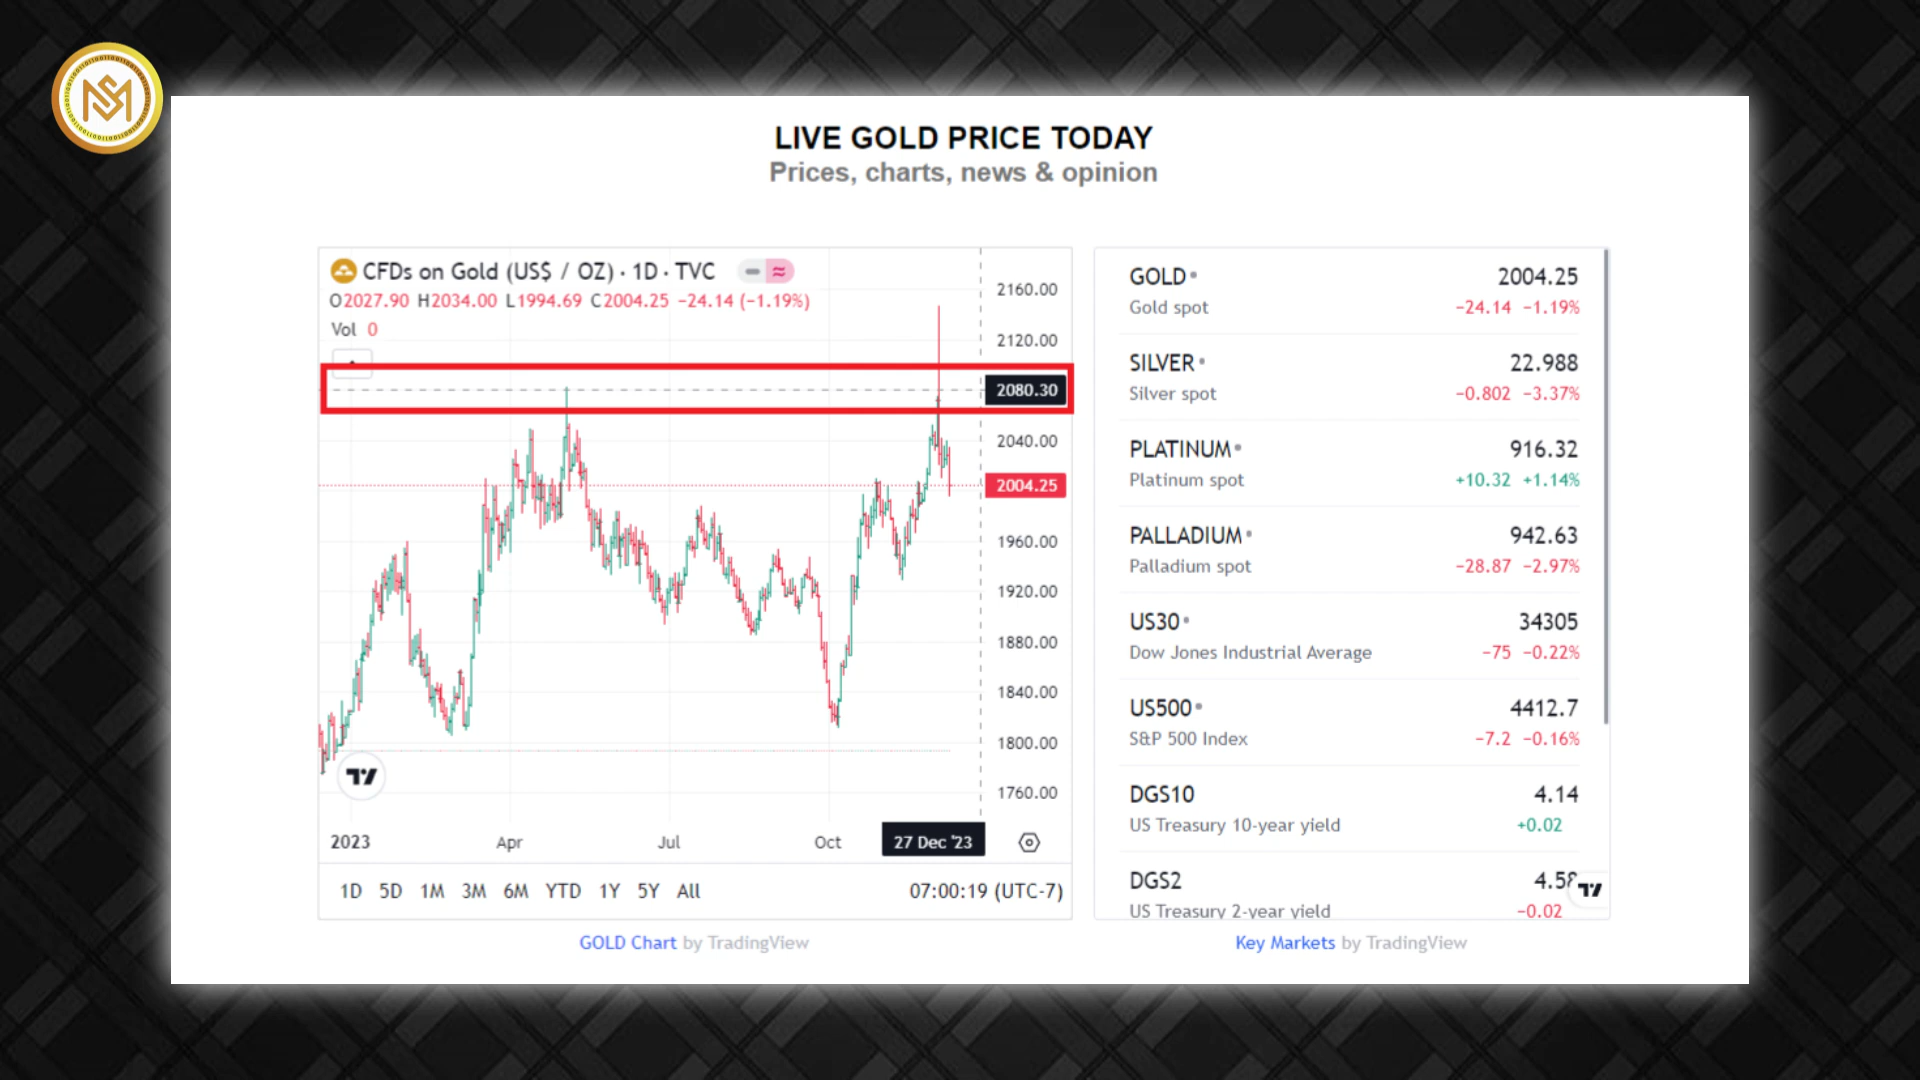 LIVE GOLD PRICE TODAY
Prices, charts, news & opinion
CFDs on Gold (US$ / OZ) · 1D · TVC
O2027.90 H2034.00 L1994.69 C2004.25 −24.14 (−1.19%)
Vol 0
2160.00
2120.00
2080.30
2040.00
2004.25
1960.00
1920.00
1880.00
1840.00
1800.00
1760.00
2023 Apr Jul Oct 27 Dec '23
1D 5D 1M 3M 6M YTD 1Y 5Y All 07:00:19 (UTC-7)
GOLD Chart by TradingView
GOLD 2004.25
Gold spot −24.14 −1.19%
SILVER 22.988
Silver spot −0.802 −3.37%
PLATINUM 916.32
Platinum spot +10.32 +1.14%
PALLADIUM 942.63
Palladium spot −28.87 −2.97%
US30 34305
Dow Jones Industrial Average −75 −0.22%
US500 4412.7
S&P 500 Index −7.2 −0.16%
DGS10 4.14
US Treasury 10-year yield +0.02
DGS2 4.58
US Treasury 2-year yield −0.02
Key Markets by TradingView